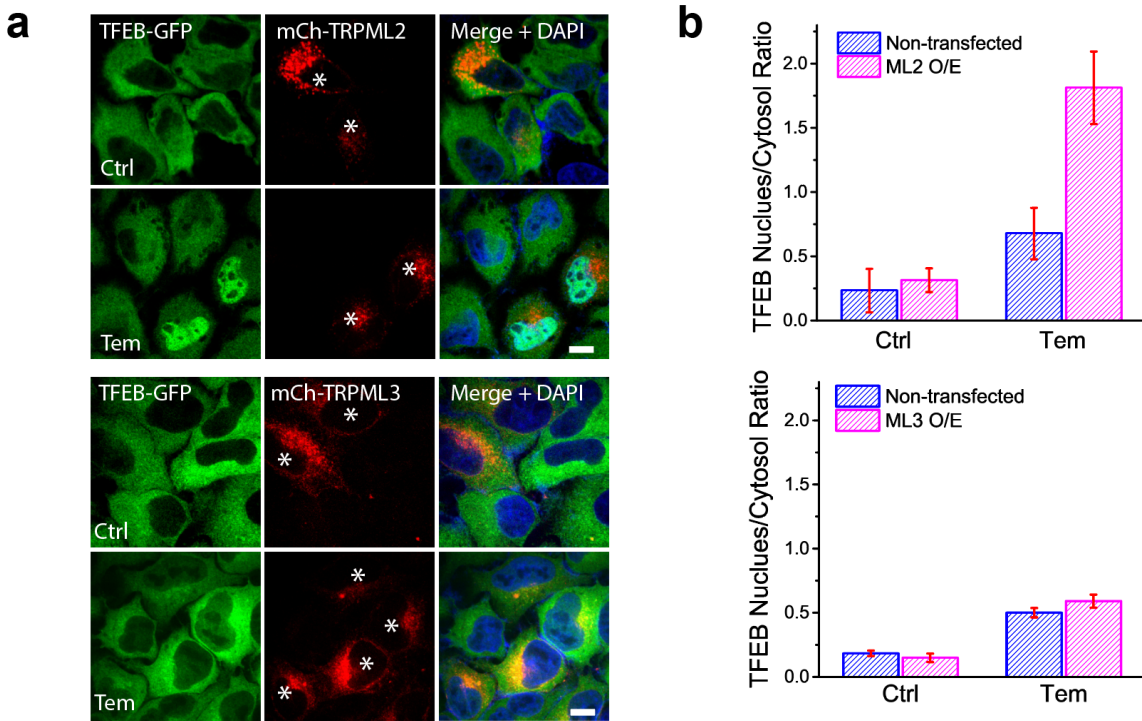 a
TFEB-GFP mCh-TRPML2 Merge + DAPI
*
*
Ctrl
*
*
Tem
TFEB-GFP mCh-TRPML3 Merge + DAPI
*
*
Ctrl
*
*
*
*
Tem
b
Non-transfected
ML2 O/E
2.0
1.5
1.0
0.5
0.0
TFEB Nuclues/Cytosol Ratio
Ctrl Tem
Non-transfected
ML3 O/E
2.0
1.5
1.0
0.5
0.0
TFEB Nuclues/Cytosol Ratio
Ctrl Tem